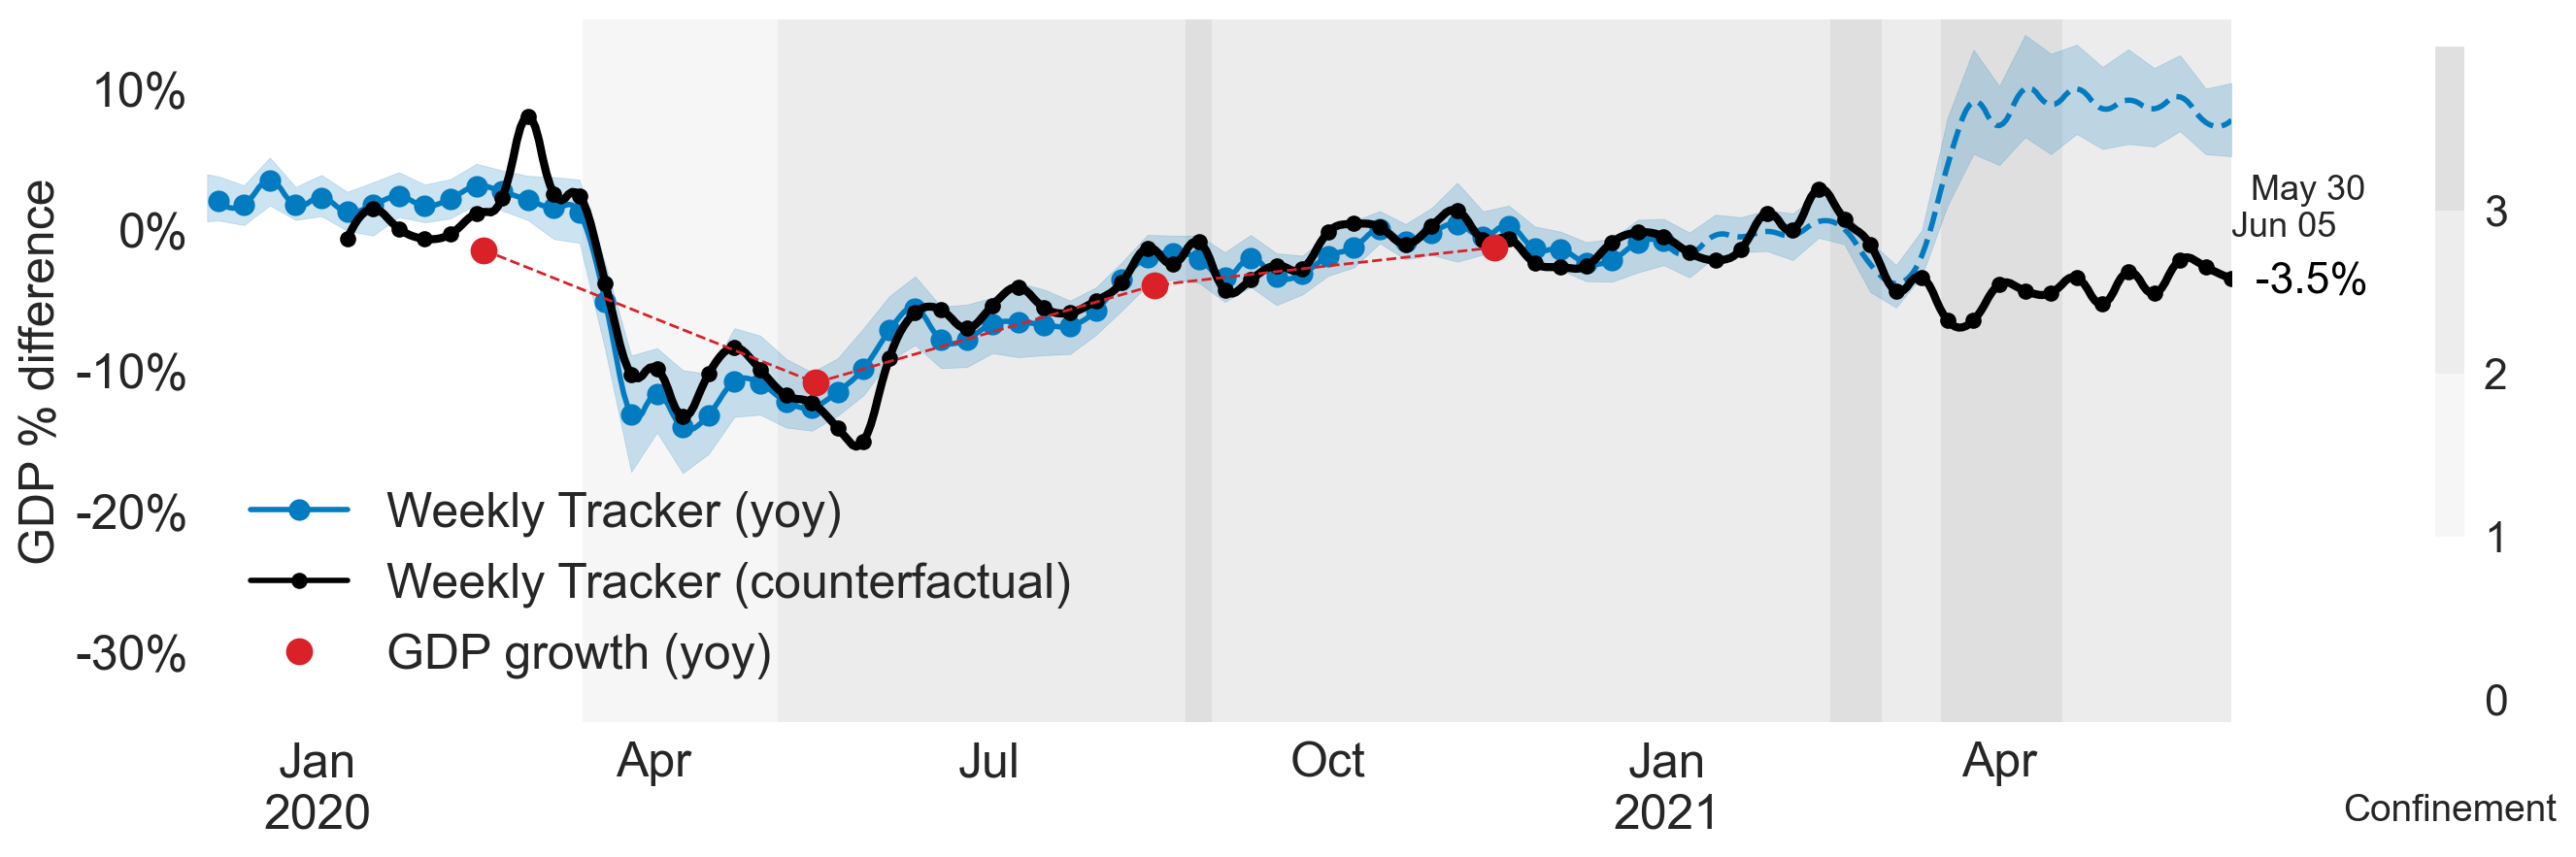 10%
0%
-10%
-20%
-30%
GDP % difference
Weekly Tracker (yoy)
Weekly Tracker (counterfactual)
GDP growth (yoy)
May 30
Jun 05
-3.5%
3
2
1
0
Jan Apr Jul Oct Jan Apr
2020 2021
Confinement